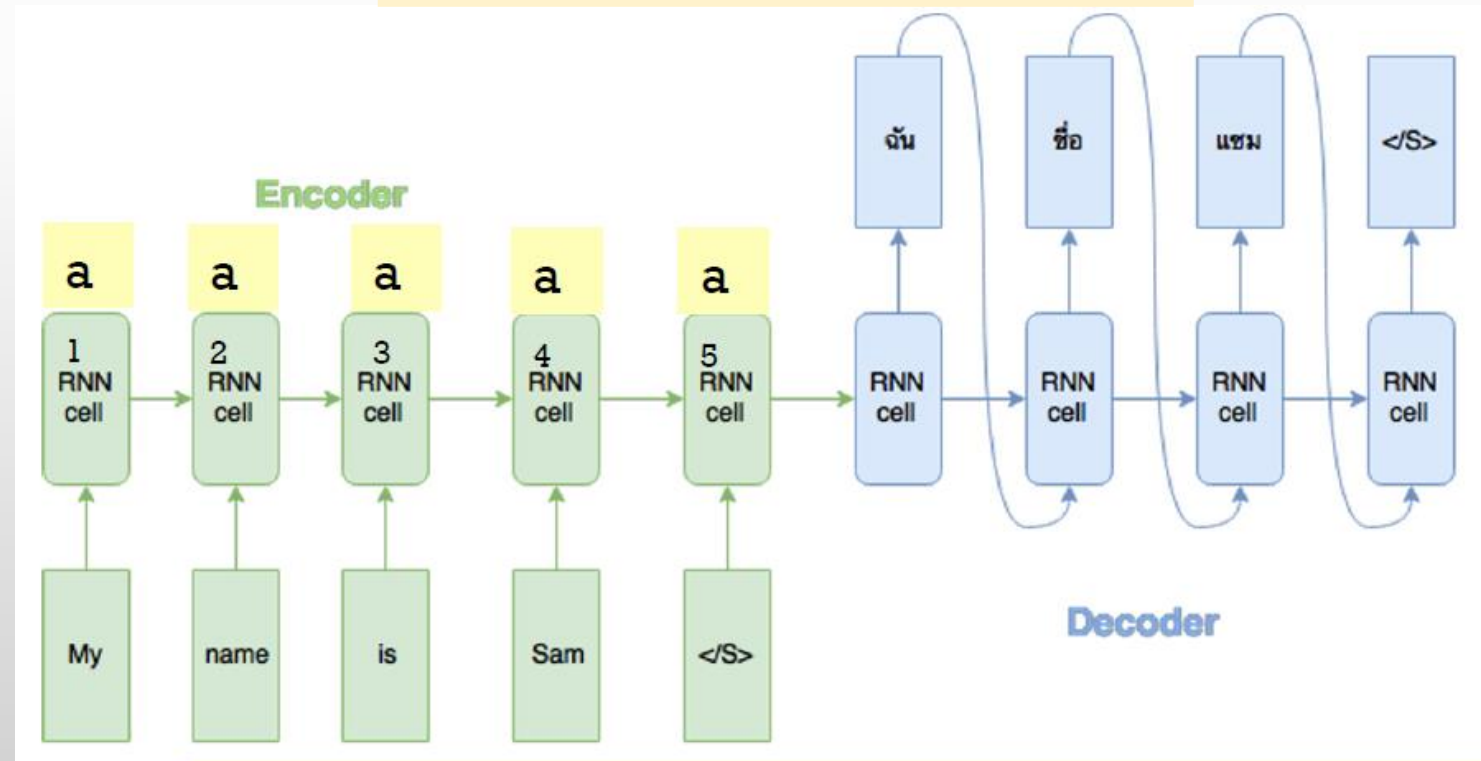 ฉัน ชื่อ แซม </S>
Encoder
a a a a a
1 2 3 4 5
RNN RNN RNN RNN RNN RNN RNN RNN RNN
cell cell cell cell cell cell cell cell cell
My name is Sam </S>
Decoder